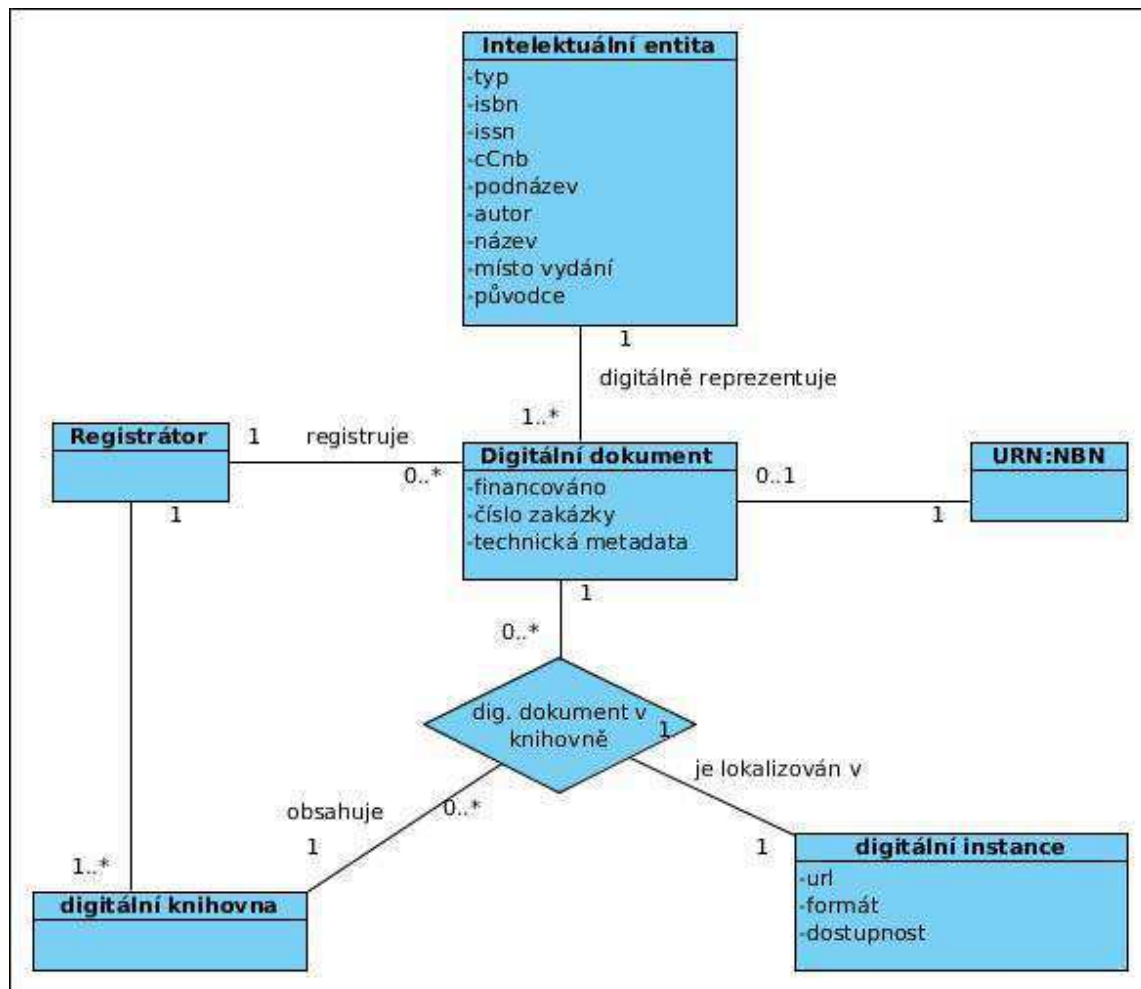 Intelektuální entita
-typ
-isbn
-issn
-cCnb
-podnázev
-autor
-název
-místo vydání
-původce
1
digitálně reprezentuje
1..*
Registrátor
1
registruje
0..*
1
Digitální dokument
-financováno
-číslo zakázky
-technická metadata
0..1
1
URN:NBN
1
0..*
dig. dokument v
knihovně
1
je lokalizován v
obsahuje
0..*
1
1
1..*
digitální knihovna
digitální instance
-url
-formát
-dostupnost